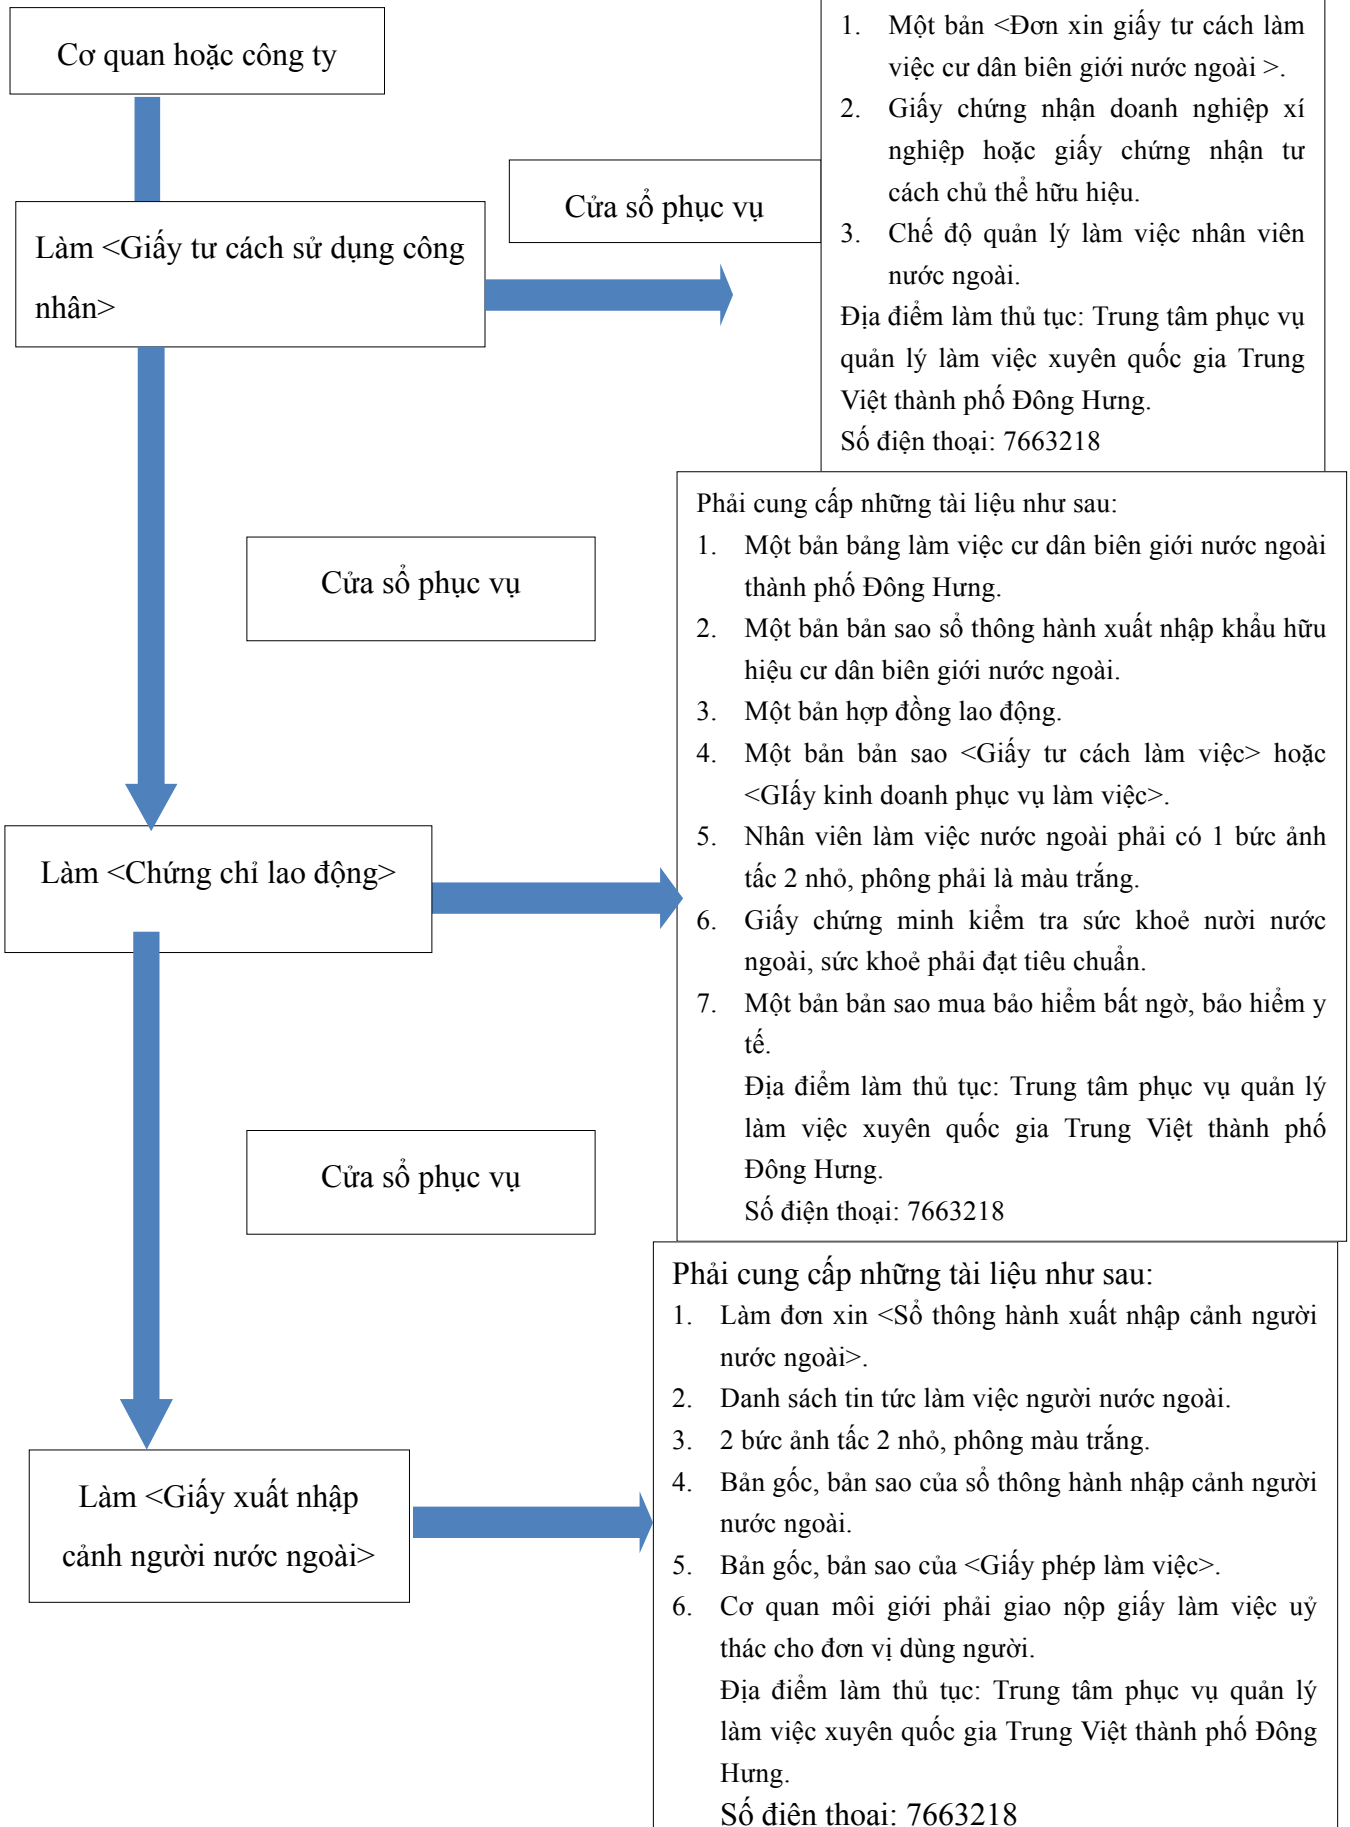 Cơ quan hoặc công ty
Làm <Giấy tư cách sử dụng công
nhân>
Cửa sổ phục vụ
1. Một bản <Đơn xin giấy tư cách làm
việc cư dân biên giới nước ngoài >.
2. Giấy chứng nhận doanh nghiệp xí
nghiệp hoặc giấy chứng nhận tư
cách chủ thể hữu hiệu.
3. Chế độ quản lý làm việc nhân viên
nước ngoài.
Địa điểm làm thủ tục: Trung tâm phục vụ
quản lý làm việc xuyên quốc gia Trung
Việt thành phố Đông Hưng.
Số điện thoại: 7663218
Cửa sổ phục vụ
Làm <Chứng chỉ lao động>
Phải cung cấp những tài liệu như sau:
1. Một bản bảng làm việc cư dân biên giới nước ngoài
thành phố Đông Hưng.
2. Một bản bản sao sổ thông hành xuất nhập khẩu hữu
hiệu cư dân biên giới nước ngoài.
3. Một bản hợp đồng lao động.
4. Một bản bản sao <Giấy tư cách làm việc> hoặc
<GIấy kinh doanh phục vụ làm việc>.
5. Nhân viên làm việc nước ngoài phải có 1 bức ảnh
tấc 2 nhỏ, phông phải là màu trắng.
6. Giấy chứng minh kiểm tra sức khoẻ nười nước
ngoài, sức khoẻ phải đạt tiêu chuẩn.
7. Một bản bản sao mua bảo hiểm bất ngờ, bảo hiểm y
tế.
Địa điểm làm thủ tục: Trung tâm phục vụ quản lý
làm việc xuyên quốc gia Trung Việt thành phố
Đông Hưng.
Số điện thoại: 7663218
Cửa sổ phục vụ
Làm <Giấy xuất nhập
cảnh người nước ngoài>
Phải cung cấp những tài liệu như sau:
1. Làm đơn xin <Sổ thông hành xuất nhập cảnh người
nước ngoài>.
2. Danh sách tin tức làm việc người nước ngoài.
3. 2 bức ảnh tấc 2 nhỏ, phông màu trắng.
4. Bản gốc, bản sao của sổ thông hành nhập cảnh người
nước ngoài.
5. Bản gốc, bản sao của <Giấy phép làm việc>.
6. Cơ quan môi giới phải giao nộp giấy làm việc uỷ
thác cho đơn vị dùng người.
Địa điểm làm thủ tục: Trung tâm phục vụ quản lý
làm việc xuyên quốc gia Trung Việt thành phố Đông
Hưng.
Số điện thoại: 7663218